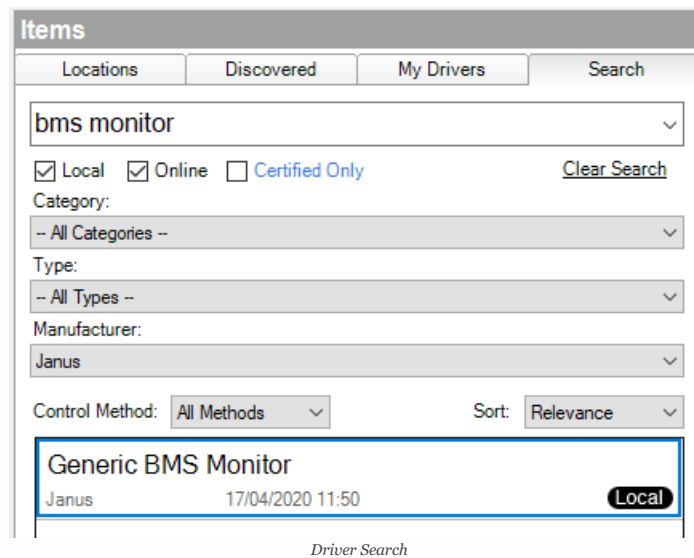 Items
Locations Discovered My Drivers Search
bms monitor
Local Online Certified Only Clear Search
Category:
-- All Categories --
Type:
-- All Types --
Manufacturer:
Janus
Control Method: All Methods Sort: Relevance
Generic BMS Monitor
Janus 17/04/2020 11:50 Local
Driver Search